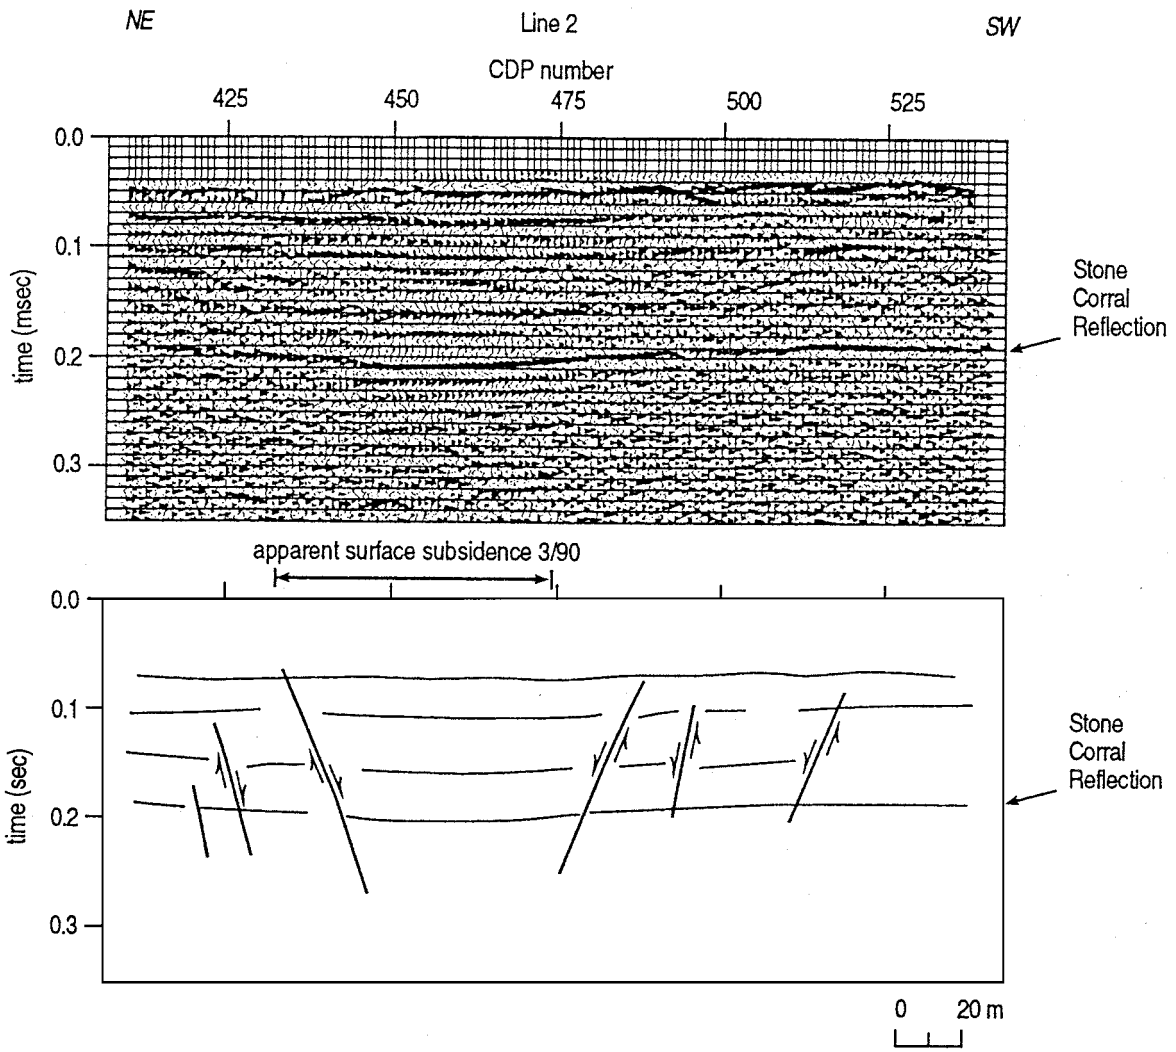 NE Line 2 SW
CDP number
425 450 475 500 525
0.0
0.1
0.2
0.3
time (msec)
Stone
Corral
Reflection
apparent surface subsidence 3/90
0.0
0.1
0.2
0.3
time (sec)
Stone
Corral
Reflection
0 20 m